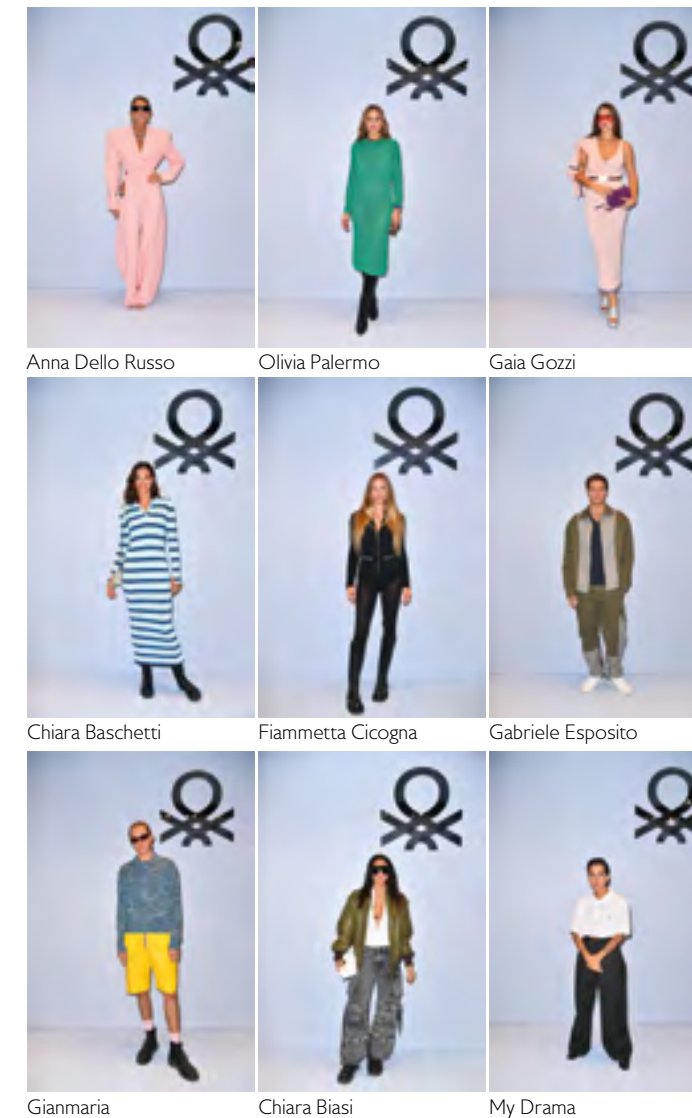 Anna Dello Russo
Olivia Palermo
Gaia Gozzi
Chiara Baschetti
Fiammetta Cicogna
Gabriele Esposito
Gianmaria
Chiara Biasi
My Drama